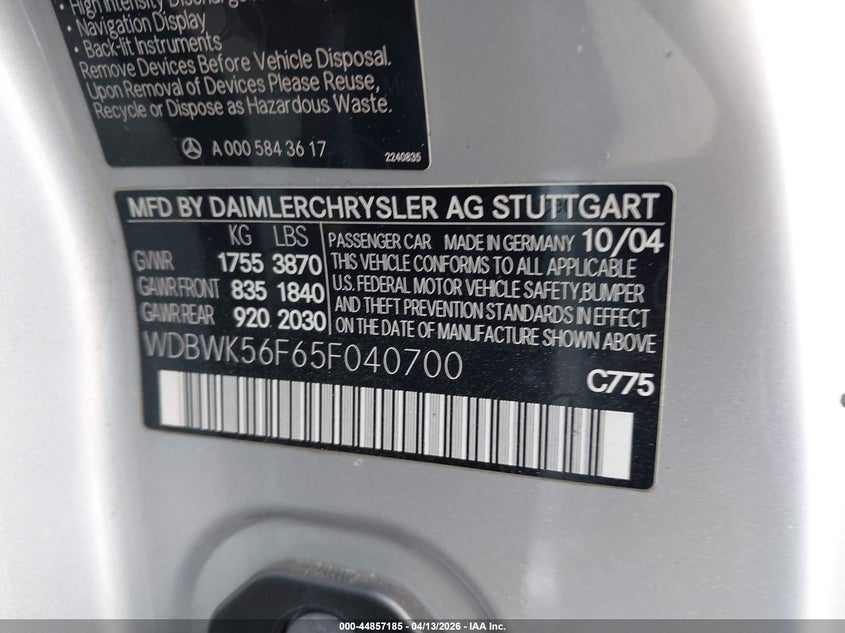 • High Intensity Discharge
• Navigation Display
• Back-lit Instruments
Remove Devices Before Vehicle Disposal.
Upon Removal of Devices Please Reuse,
Recycle or Dispose as Hazardous Waste.
A 000 584 36 17
2240835
MFD BY DAIMLERCHRYSLER AG STUTTGART
KG LBS
GVWR 1755 3870
GAWR FRONT 835 1840
GAWR REAR 920 2030
PASSENGER CAR MADE IN GERMANY 10/04
THIS VEHICLE CONFORMS TO ALL APPLICABLE
U.S. FEDERAL MOTOR VEHICLE SAFETY,BUMPER
AND THEFT PREVENTION STANDARDS IN EFFECT
ON THE DATE OF MANUFACTURE SHOWN ABOVE
WDBWK56F65F040700
C775
000-44857185 - 04/13/2026 - IAA Inc.